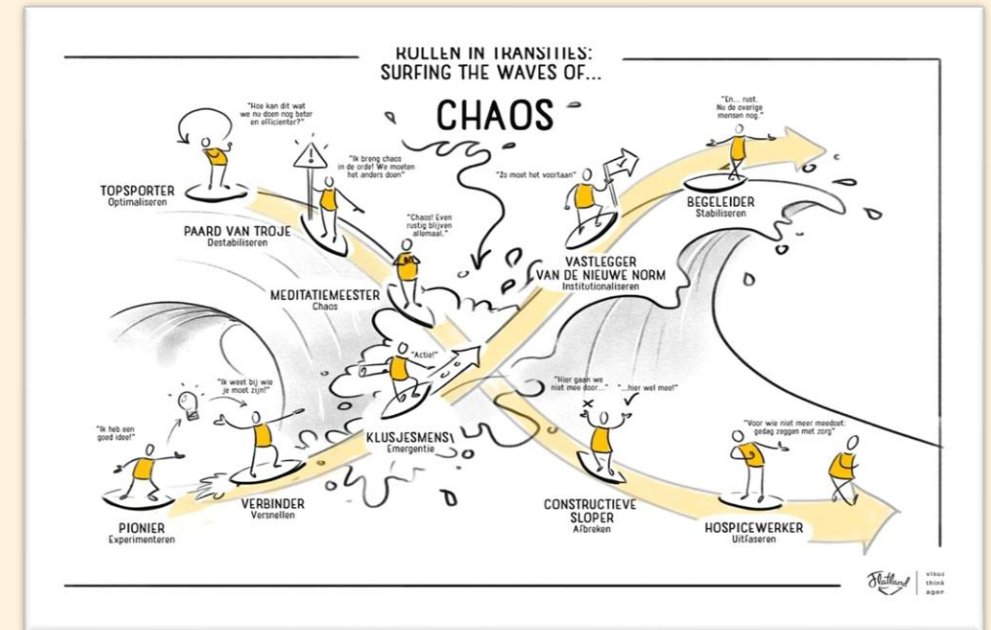 ROLLEN IN TRANSITIES:
SURFING THE WAVES OF...
CHAOS
"Hoe kan dit wat
we nu doen nog beter
en efficienter?"
TOPSPORTER
Optimaliseren
"Ik breng chaos
in de orde! We moeten
het anders doen"
PAARD VAN TROJE
Destabiliseren
"Chaos! Even
rustig blijven
allemaal."
MEDITATIEMEESTER
Chaos
"Actie!"
KLUSJESMENS
Emergentie
"Ik heb een
goed idee!"
PIONIER
Experimenteren
"Ik weet bij wie
je moet zijn!"
VERBINDER
Versnellen
"Zo moet het voortaan"
VASTLEGGER
VAN DE NIEUWE NORM
Institutionaliseren
"En... rust.
Nu de overige
mensen nog."
BEGELEIDER
Stabiliseren
"Hier gaan we
niet mee door..."
"...hier wel mee!"
CONSTRUCTIEVE
SLOPER
Afbreken
"Voor wie niet meer meedoet:
gedag zeggen met zorg"
HOSPICEWERKER
Uitfaseren
Flatland
visua
think
agen